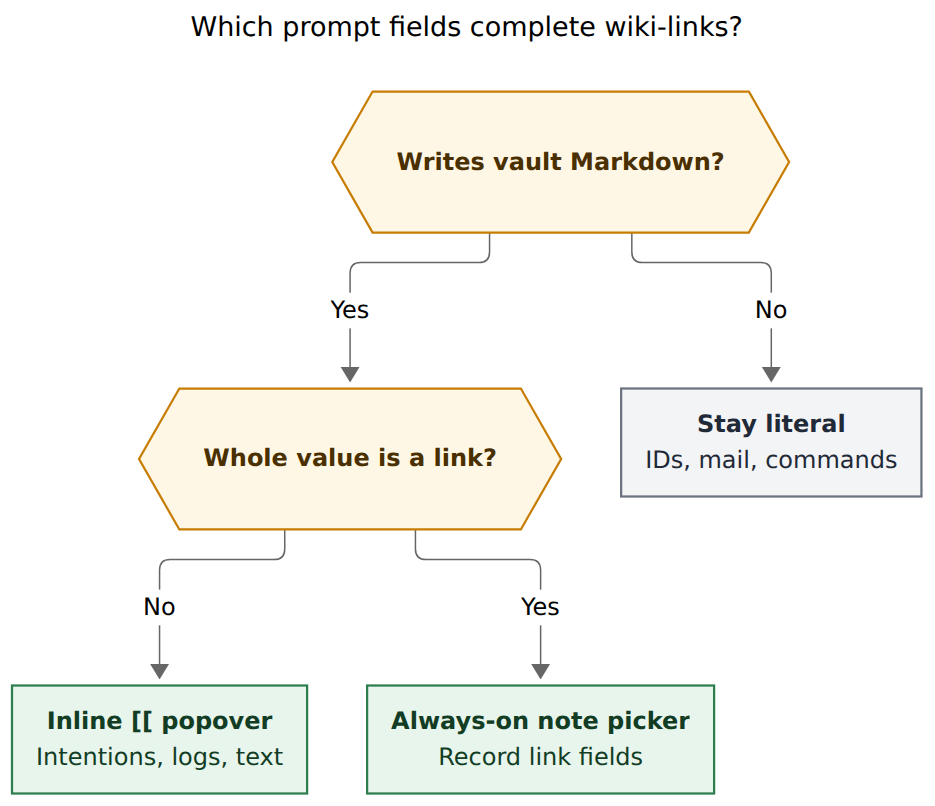 Which prompt fields complete wiki-links?
Writes vault Markdown?
Yes
No
Whole value is a link?
Stay literal
IDs, mail, commands
No
Yes
Inline [[ popover
Intentions, logs, text
Always-on note picker
Record link fields